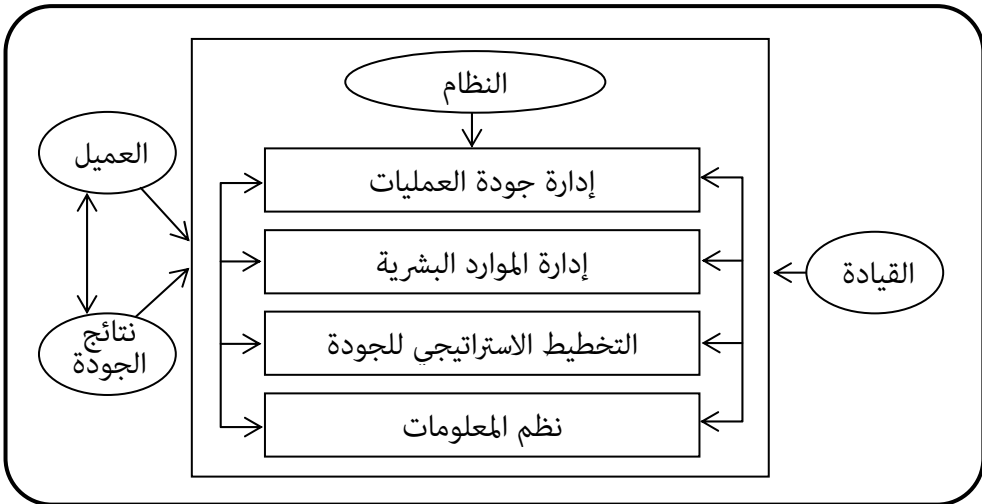 النظام
العميل
إدارة جودة العمليات
إدارة الموارد البشرية
القيادة
نتائج
الجودة
التخطيط الاستراتيجي للجودة
نظم المعلومات